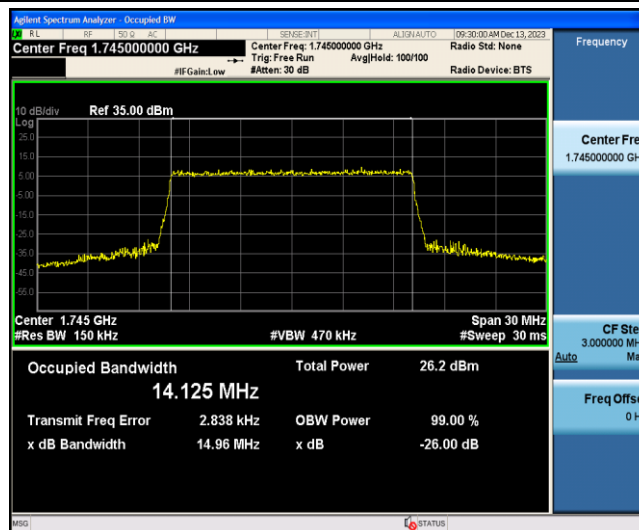 Agilent Spectrum Analyzer - Occupied BW
RL RF 50 Ω AC SENSE:INT ALIGN AUTO 09:30:00 AM Dec 13, 2023
Center Freq 1.745000000 GHz
Center Freq: 1.745000000 GHz
Radio Std: None
Trig: Free Run Avg|Hold: 100/100
#IFGain:Low
#Atten: 30 dB
Radio Device: BTS
10 dB/div Ref 35.00 dBm
Log
25.0
15.0
5.00
-5.00
-15.0
-25.0
-35.0
-45.0
-55.0
Center 1.745 GHz Span 30 MHz
#Res BW 150 kHz #VBW 470 kHz #Sweep 30 ms
Occupied Bandwidth Total Power 26.2 dBm
14.125 MHz
Transmit Freq Error 2.838 kHz OBW Power 99.00 %
x dB Bandwidth 14.96 MHz x dB -26.00 dB
MSG STATUS
Frequency
Center Fre
1.745000000 GH
CF Ste
3.000000 MH
Auto Ma
Freq Offse
0 H